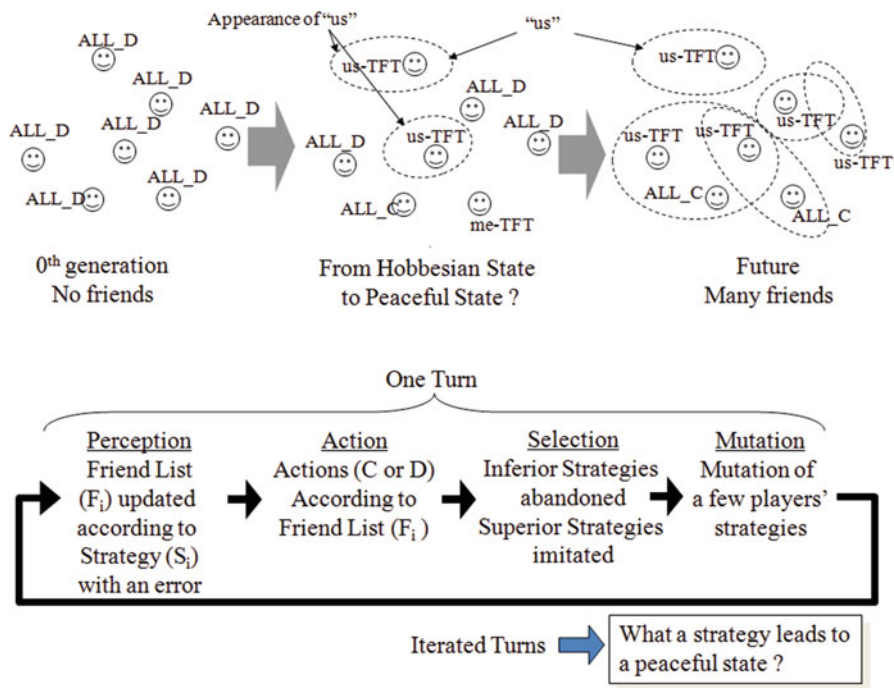 Appearance of "us"
"us"
ALL_D
ALL_D
ALL_D
ALL_D
ALL_D
ALL_D
ALL_D
us-TFT
ALL_D
us-TFT
ALL_D
ALL_D
ALL_C
me-TFT
us-TFT
us-TFT
us-TFT
us-TFT
us-TFT
ALL_C
ALL_C
0th generation
No friends
From Hobbesian State
to Peaceful State ?
Future
Many friends
One Turn
Perception
Friend List
(Fi) updated
according to
Strategy (Si)
with an error
Action
Actions (C or D)
According to
Friend List (Fi )
Selection
Inferior Strategies
abandoned
Superior Strategies
imitated
Mutation
Mutation of
a few players'
strategies
Iterated Turns
What a strategy leads to
a peaceful state ?